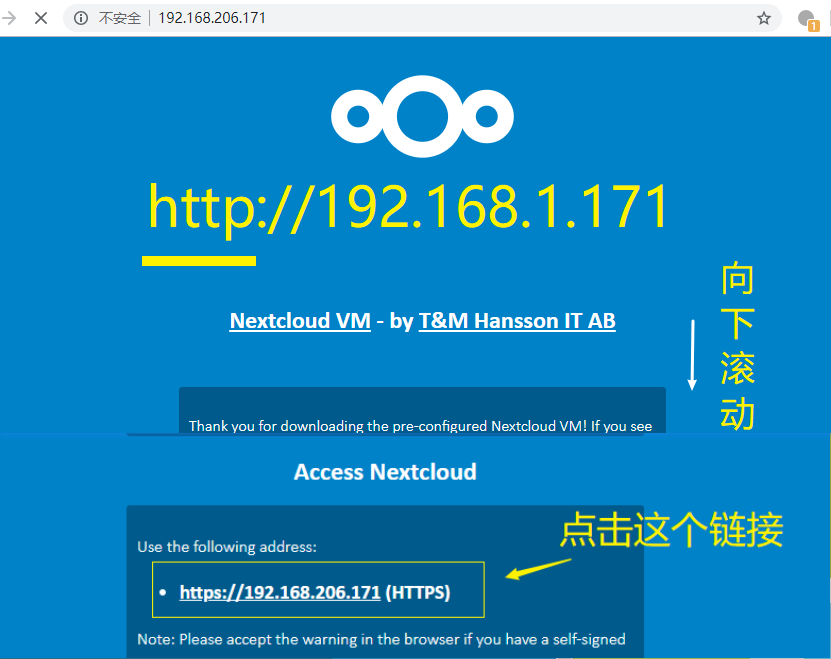 不安全 192.168.206.171
1
http://192.168.1.171
向下滚动
Nextcloud VM - by T&M Hansson IT AB
Thank you for downloading the pre-configured Nextcloud VM! If you see
Access Nextcloud
点击这个链接
Use the following address:
• https://192.168.206.171 (HTTPS)
Note: Please accept the warning in the browser if you have a self-signed